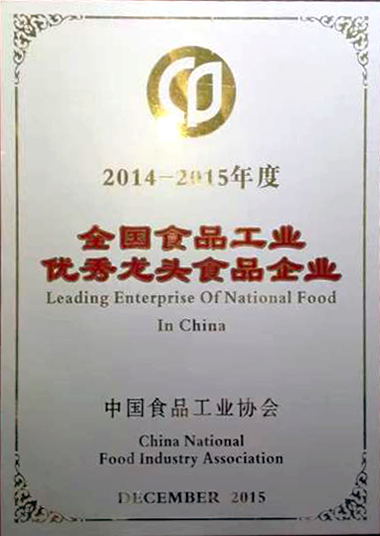 2014-2015年度
全国食品工业
优秀龙头食品企业
Leading Enterprise Of National Food
In China
中国食品工业协会
China National
Food Industry Association
DECEMBER 2015